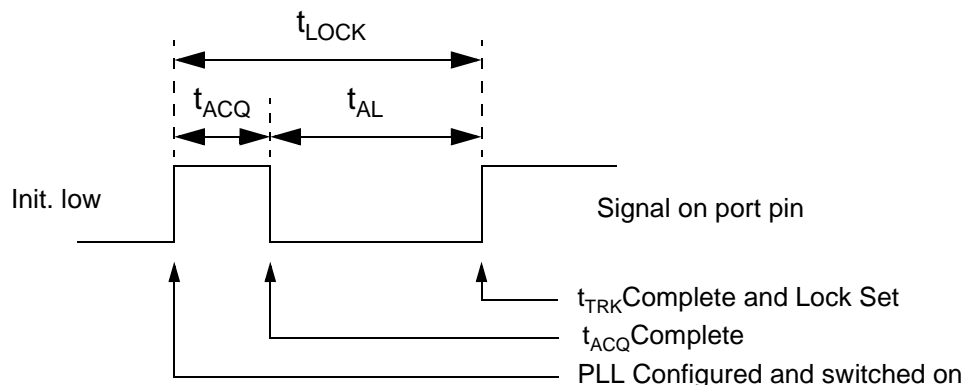 tLOCK
tACQ
tAL
Init. low
Signal on port pin
tTRKComplete and Lock Set
tACQComplete
PLL Configured and switched on